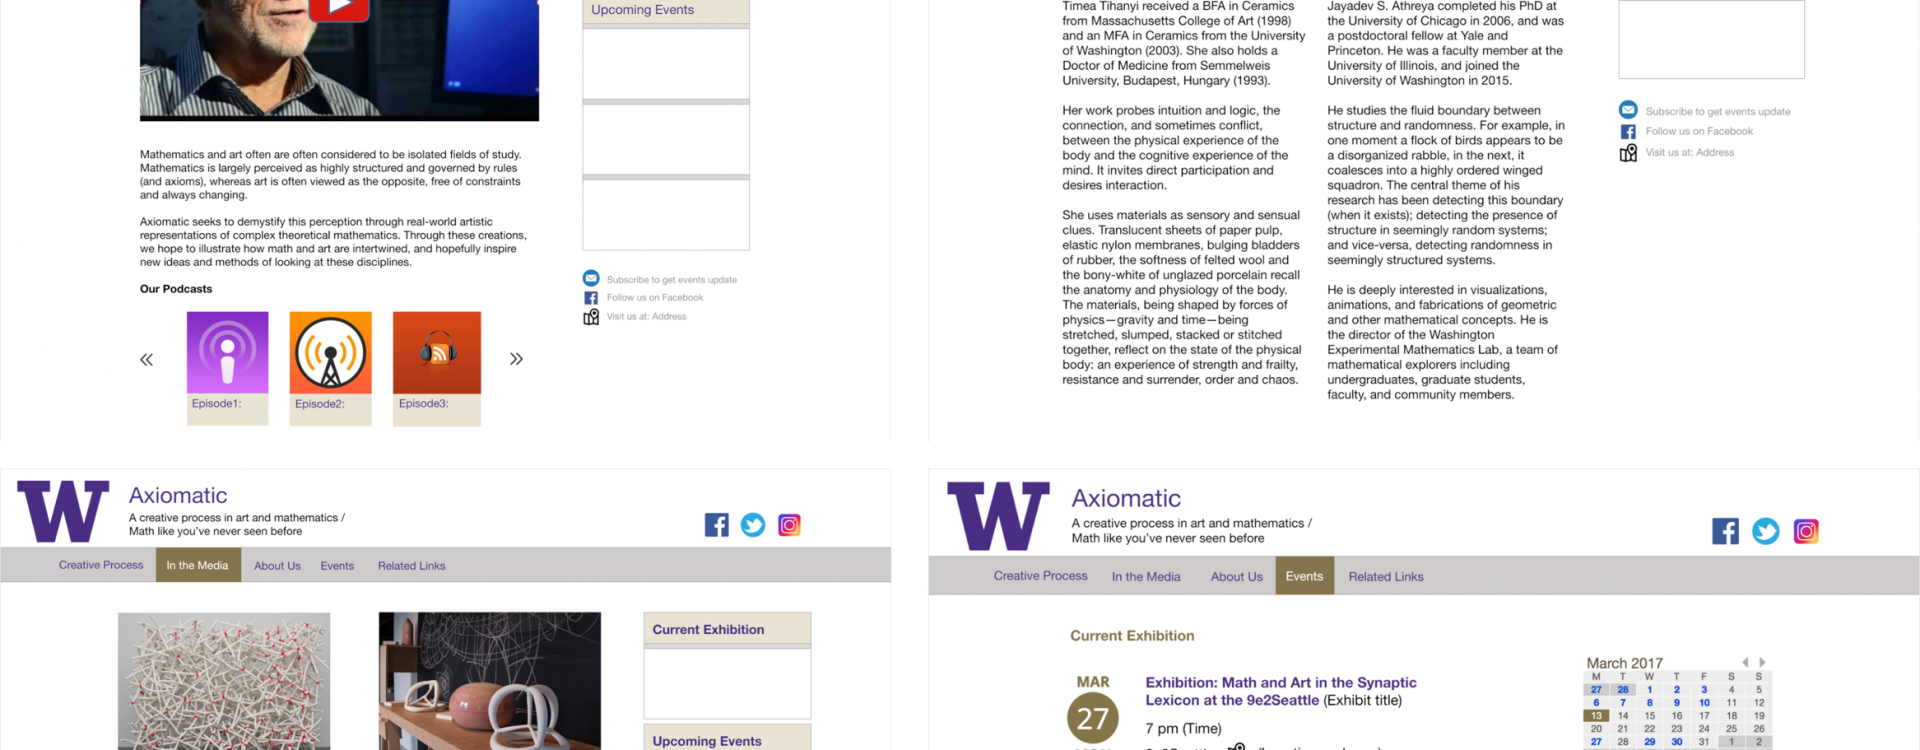 Upcoming Events
Mathematics and art often are often considered to be isolated fields of study.
Mathematics is largely perceived as highly structured and governed by rules
(and axioms), whereas art is often viewed as the opposite, free of constraints
and always changing.
Axiomatic seeks to demystify this perception through real-world artistic
representations of complex theoretical mathematics. Through these creations,
we hope to illustrate how math and art are intertwined, and hopefully inspire
new ideas and methods of looking at these disciplines.
Our Podcasts
Episode1:
Episode2:
Episode3:
Subscribe to get events update
Follow us on Facebook
Visit us at: Address
Timea Tihanyi received a BFA in Ceramics
from Massachusetts College of Art (1998)
and an MFA in Ceramics from the University
of Washington (2003). She also holds a
Doctor of Medicine from Semmelweis
University, Budapest, Hungary (1993).
Her work probes intuition and logic, the
connection, and sometimes conflict,
between the physical experience of the
body and the cognitive experience of the
mind. It invites direct participation and
desires interaction.
She uses materials as sensory and sensual
clues. Translucent sheets of paper pulp,
elastic nylon membranes, bulging bladders
of rubber, the softness of felted wool and
the bony-white of unglazed porcelain recall
the anatomy and physiology of the body.
The materials, being shaped by forces of
physics—gravity and time—being
stretched, slumped, stacked or stitched
together, reflect on the state of the physical
body: an experience of strength and frailty,
resistance and surrender, order and chaos.
Jayadev S. Athreya completed his PhD at
the University of Chicago in 2006, and was
a postdoctoral fellow at Yale and
Princeton. He was a faculty member at the
University of Illinois, and joined the
University of Washington in 2015.
He studies the fluid boundary between
structure and randomness. For example, in
one moment a flock of birds appears to be
a disorganized rabble, in the next, it
coalesces into a highly ordered winged
squadron. The central theme of his
research has been detecting this boundary
(when it exists); detecting the presence of
structure in seemingly random systems;
and vice-versa, detecting randomness in
seemingly structured systems.
He is deeply interested in visualizations,
animations, and fabrications of geometric
and other mathematical concepts. He is
the director of the Washington
Experimental Mathematics Lab, a team of
mathematical explorers including
undergraduates, graduate students,
faculty, and community members.
Subscribe to get events update
Follow us on Facebook
Visit us at: Address
W
Axiomatic
A creative process in art and mathematics /
Math like you've never seen before
Creative Process In the Media About Us Events Related Links
Current Exhibition
Upcoming Events
W
Axiomatic
A creative process in art and mathematics /
Math like you've never seen before
Creative Process In the Media About Us Events Related Links
Current Exhibition
MAR
27
Exhibition: Math and Art in the Synaptic
Lexicon at the 9e2Seattle (Exhibit title)
7 pm (Time)
March 2017
M T W T F S S
27 28 1 2 3 4 5
6 7 8 9 10 11 12
13 14 15 16 17 18 19
20 21 22 23 24 25 26
27 28 29 30 31 1 2